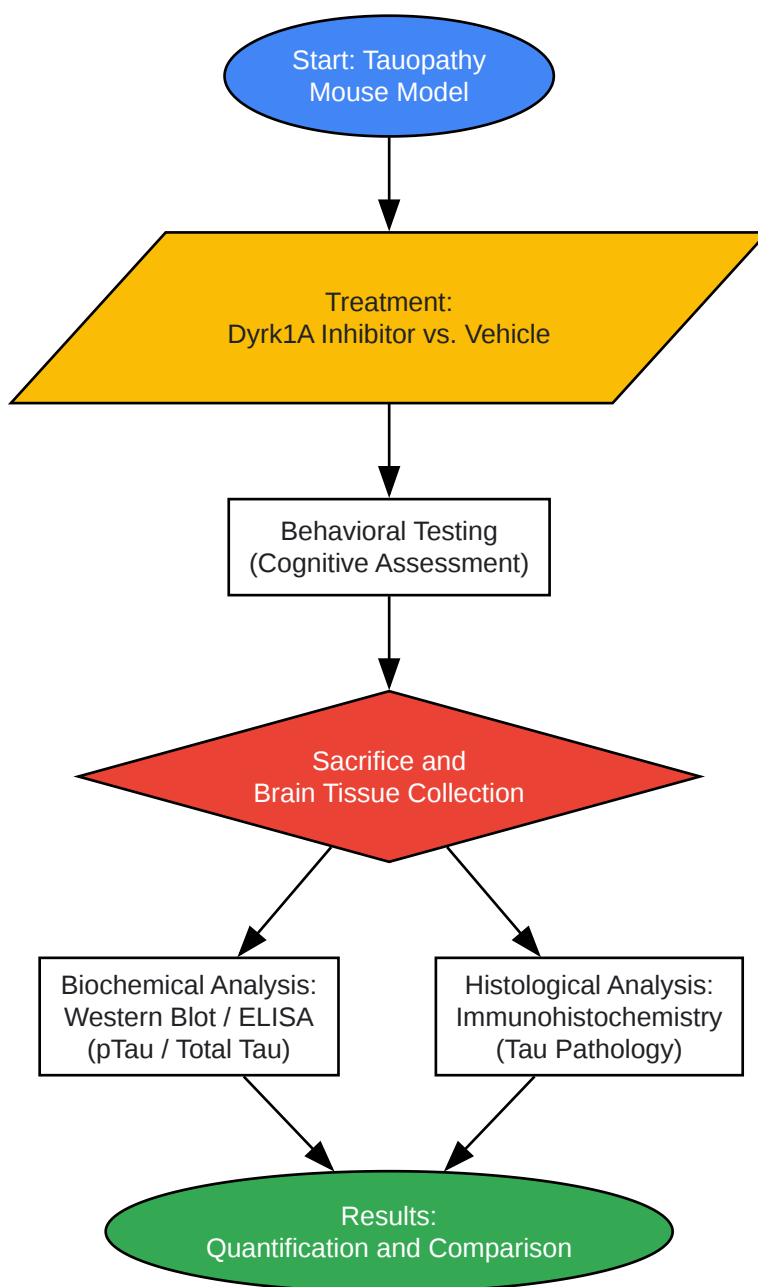 Start: Tauopathy
Mouse Model
Treatment:
Dyrk1A Inhibitor vs. Vehicle
Behavioral Testing
(Cognitive Assessment)
Sacrifice and
Brain Tissue Collection
Biochemical Analysis:
Western Blot / ELISA
(pTau / Total Tau)
Histological Analysis:
Immunohistochemistry
(Tau Pathology)
Results:
Quantification and Comparison